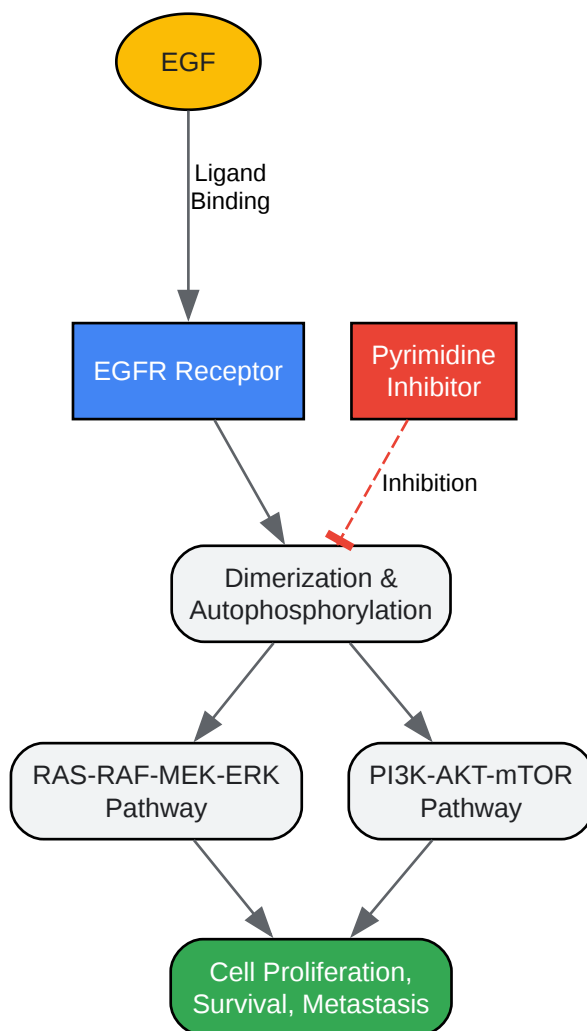 EGF
Ligand
Binding
EGFR Receptor
Pyrimidine
Inhibitor
Inhibition
Dimerization &
Autophosphorylation
RAS-RAF-MEK-ERK
Pathway
PI3K-AKT-mTOR
Pathway
Cell Proliferation,
Survival, Metastasis